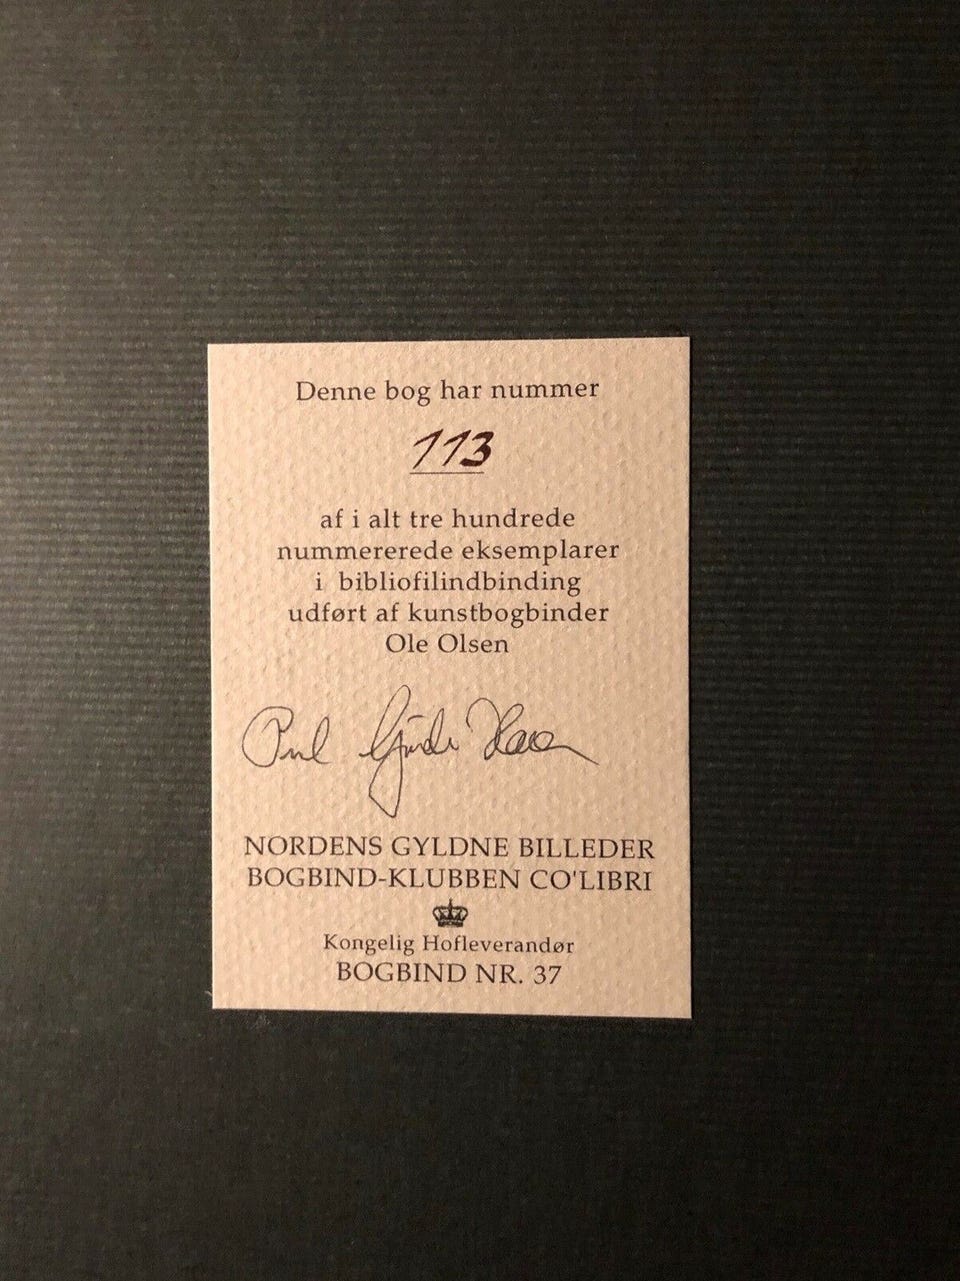 Denne bog har nummer
113
af i alt tre hundrede
nummererede eksemplarer
i bibliofilindbinding
udført af kunstbogbinder
Ole Olsen
NORDENS GYLDNE BILLEDER
BOGBIND-KLUBBEN CO'LIBRI
Kongelig Hofleverandør
BOGBIND NR. 37